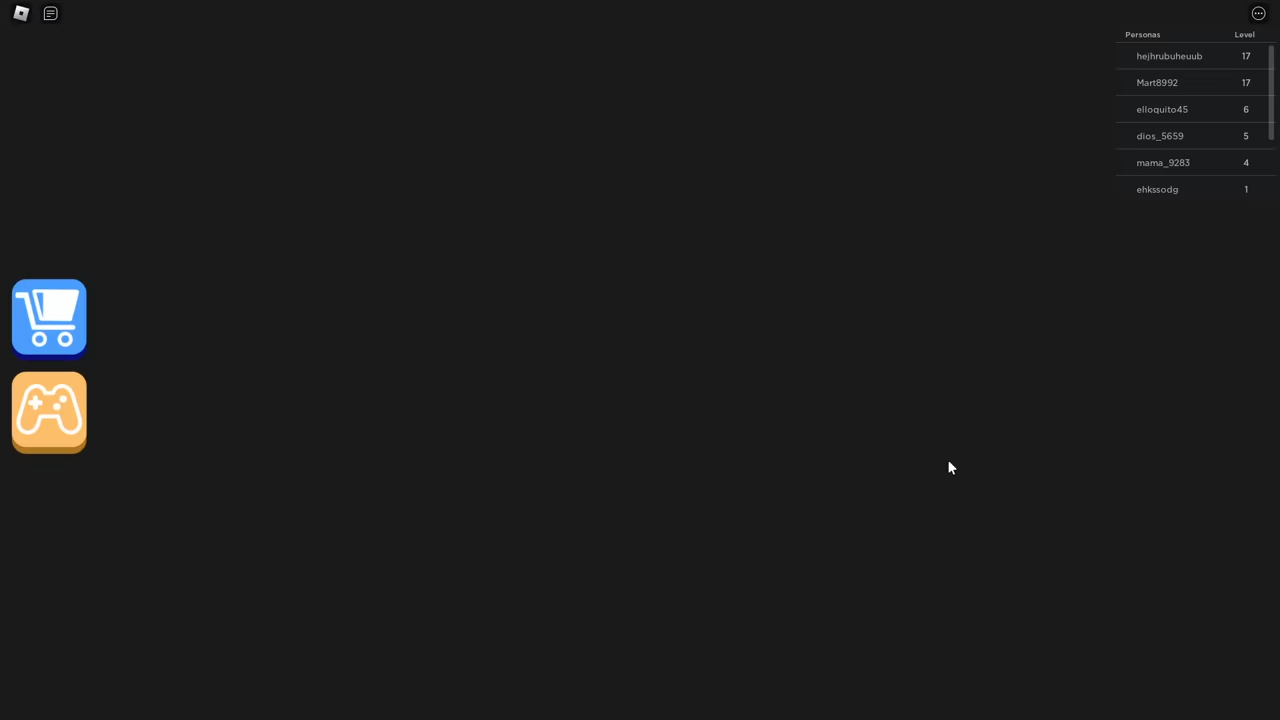 Personas Level
hejhrubuheuub 17
Mart8992 17
elloquito45 6
dios_5659 5
mama_9283 4
ehkssodg 1